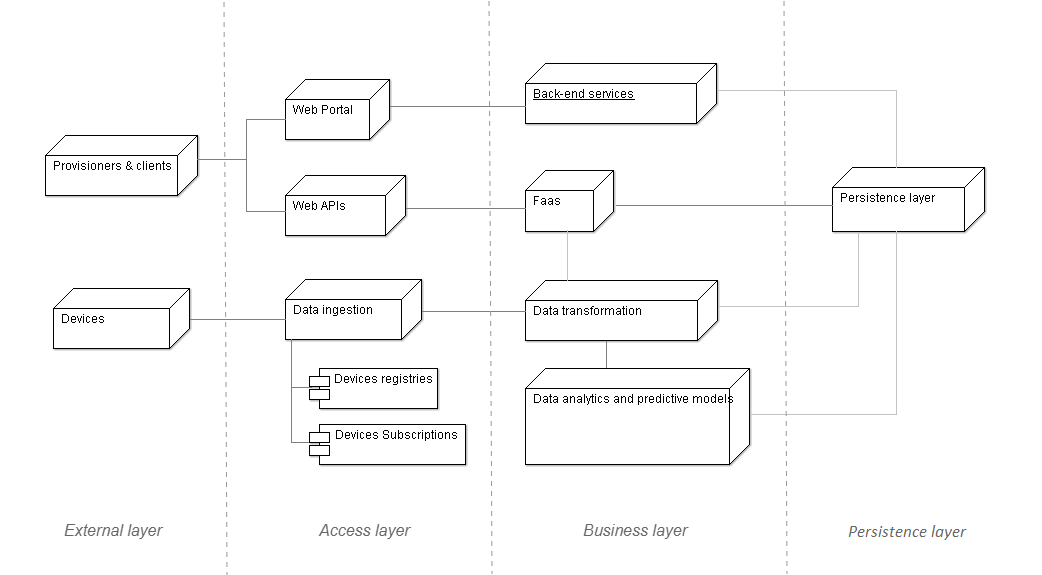 Provisioners & clients
Devices
External layer
Web Portal
Web APIs
Data ingestion
Devices registries
Devices Subscriptions
Access layer
Back-end services
Faas
Data transformation
Data analytics and predictive models
Business layer
Persistence layer
Persistence layer